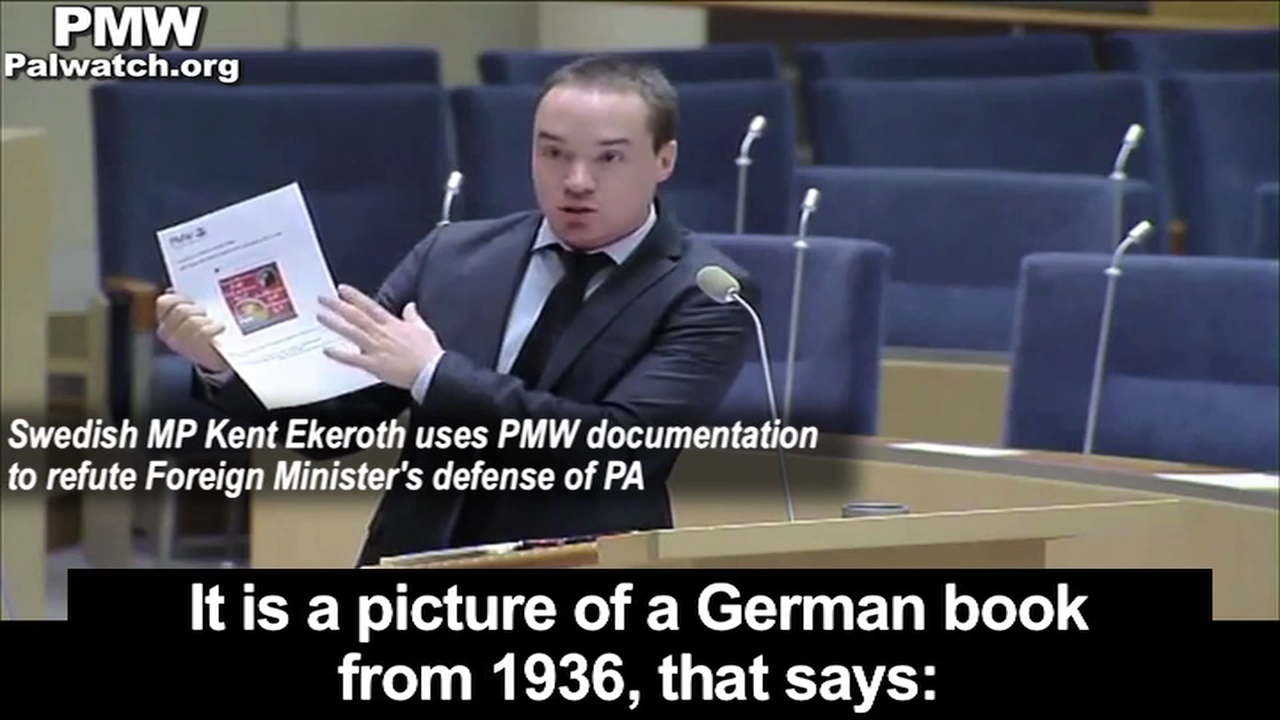 PMW
Palwatch.org
PMW
Swedish MP Kent Ekeroth uses PMW documentation
to refute Foreign Minister's defense of PA
It is a picture of a German book
from 1936, that says: